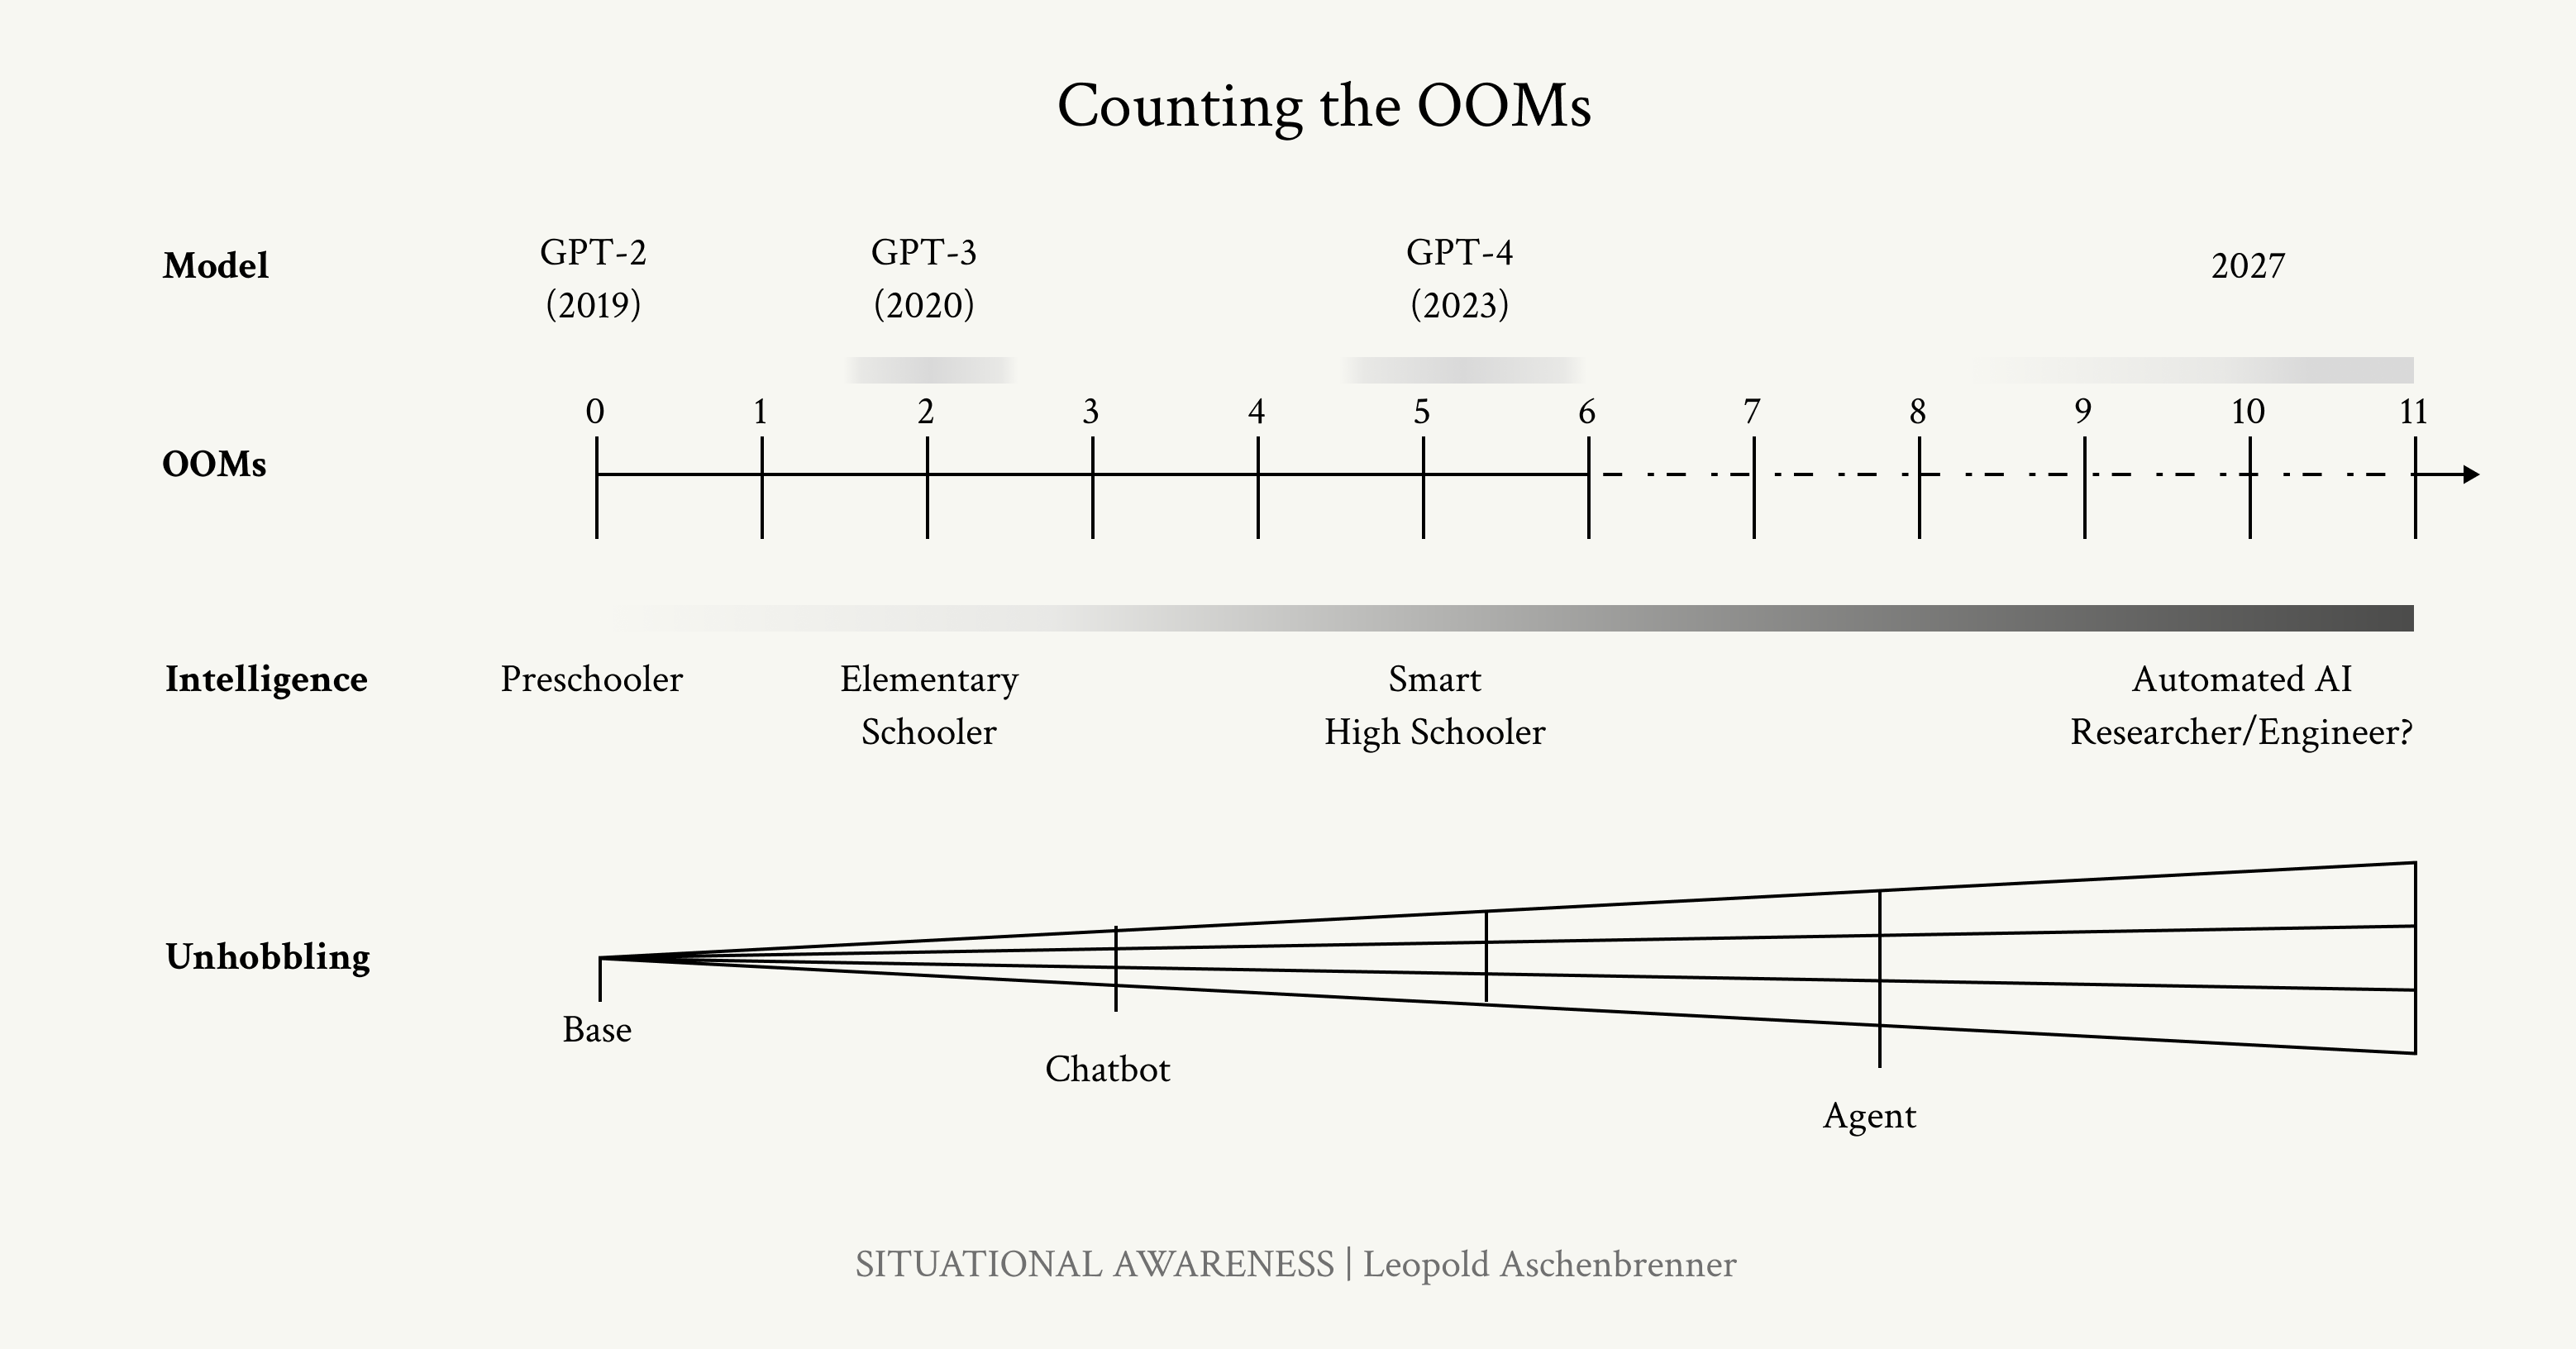 Counting the OOMs
Model
GPT-2
(2019)
GPT-3
(2020)
GPT-4
(2023)
2027
0 1 2 3 4 5 6 7 8 9 10 11
OOMs
Intelligence
Preschooler
Elementary
Schooler
Smart
High Schooler
Automated AI
Researcher/Engineer?
Unhobbling
Base
Chatbot
Agent
SITUATIONAL AWARENESS | Leopold Aschenbrenner